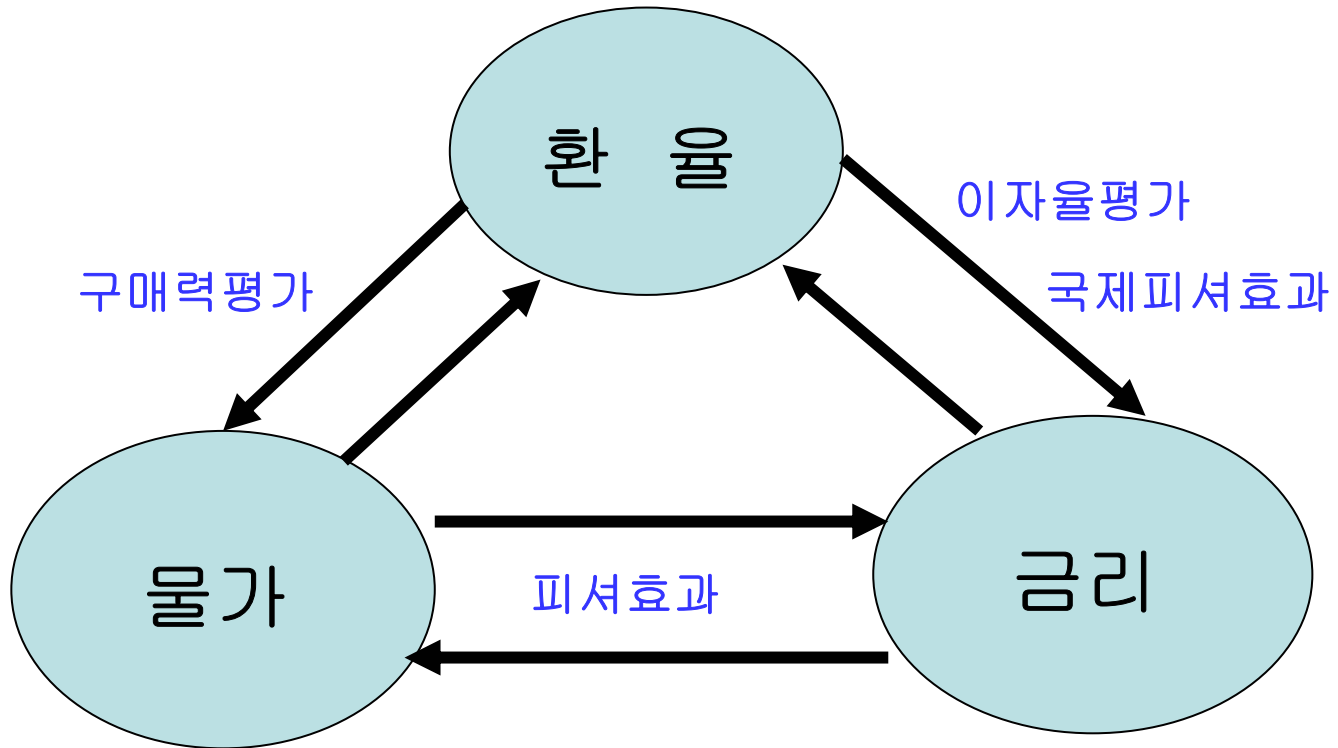 환 율
이자율평가
구매력평가
국제피셔효과
물가
피셔효과
금리